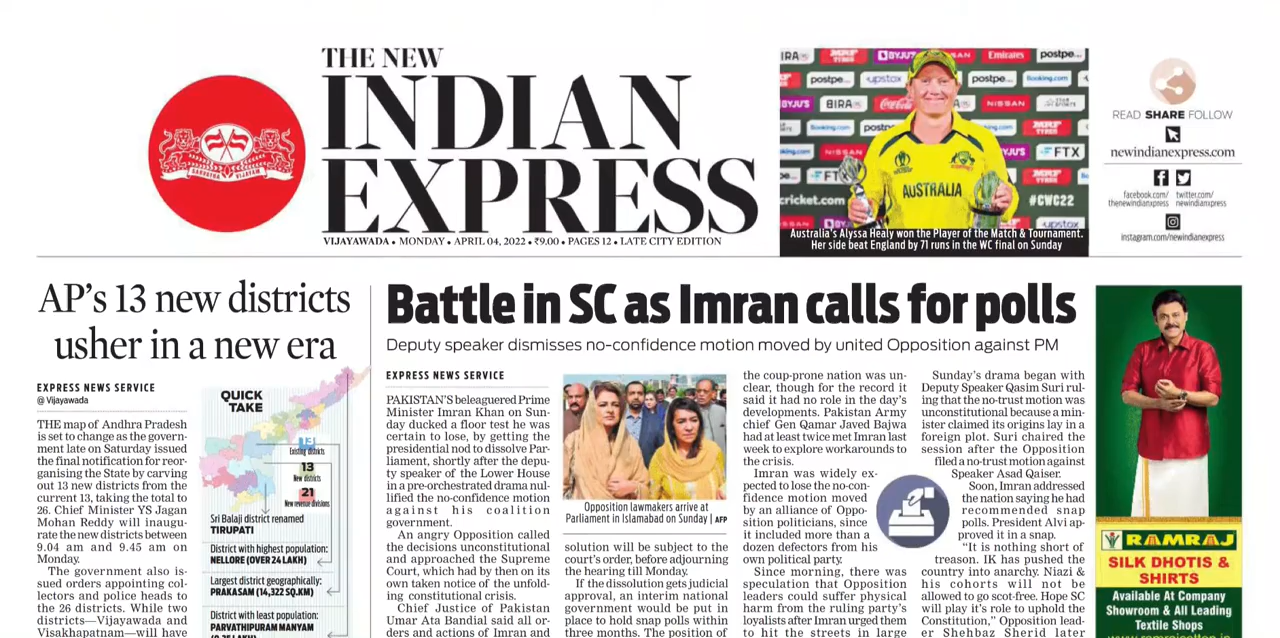 THE NEW
INDIAN
EXPRESS
SARVATRA VIJAYAM
VIJAYAWADA • MONDAY • APRIL 04, 2022 • ₹9.00 • PAGES 12 • LATE CITY EDITION
AUSTRALIA
#CWC22
cricket.com
Australia's Alyssa Healy won the Player of the Match & Tournament.
Her side beat England by 71 runs in the WC final on Sunday
READ SHARE FOLLOW
newindianexpress.com
facebook.com/ twitter.com/
thenewindianxpress newindianxpress
instagram.com/newindianxpress
AP's 13 new districts
usher in a new era
EXPRESS NEWS SERVICE
@ Vijayawada
THE map of Andhra Pradesh
is set to change as the govern-
ment late on Saturday issued
the final notification for reor-
ganising the State by carving
out 13 new districts from the
current 13, taking the total to
26. Chief Minister YS Jagan
Mohan Reddy will inaugu-
rate the new districts between
9.04 am and 9.45 am on
Monday.
The government also is-
sued orders appointing col-
lectors and police heads to
the 26 districts. While two
districts—Vijayawada and
Visakhapatnam—will have
QUICK
TAKE
13
Existing districts
13
New districts
21
New revenue divisions
Sri Balaji district renamed
TIRUPATI
District with highest population:
NELLORE (OVER 24 LAKH)
Largest district geographically:
PRAKASAM (14,322 SQ.KM)
District with least population:
PARVATHIPURAM MANYAM
Battle in SC as Imran calls for polls
Deputy speaker dismisses no-confidence motion moved by united Opposition against PM
EXPRESS NEWS SERVICE
PAKISTAN'S beleaguered Prime
Minister Imran Khan on Sun-
day ducked a floor test he was
certain to lose, by getting the
presidential nod to dissolve Par-
liament, shortly after the depu-
ty speaker of the Lower House
in a pre-orchestrated drama nul-
lified the no-confidence motion
against his coalition
government.
An angry Opposition called
the decisions unconstitutional
and approached the Supreme
Court, which had by then on its
own taken notice of the unfold-
ing constitutional crisis.
Chief Justice of Pakistan
Umar Ata Bandial said all or-
ders and actions of Imran and
Opposition lawmakers arrive at
Parliament in Islamabad on Sunday | AFP
solution will be subject to the
court's order, before adjourning
the hearing till Monday.
If the dissolution gets judicial
approval, an interim national
government would be put in
place to hold snap polls within
three months. The position of
the coup-prone nation was un-
clear, though for the record it
said it had no role in the day's
developments. Pakistan Army
chief Gen Qamar Javed Bajwa
had at least twice met Imran last
week to explore workarounds to
the crisis.
Imran was widely ex-
pected to lose the no-con-
fidence motion moved
by an alliance of Oppo-
sition politicians, since
it included more than a
dozen defectors from his
own political party.
Since morning, there was
speculation that Opposition
leaders could suffer physical
harm from the ruling party's
loyalists after Imran urged them
to hit the streets in large
Sunday's drama began with
Deputy Speaker Qasim Suri rul-
ing that the no-trust motion was
unconstitutional because a min-
ister claimed its origins lay in a
foreign plot. Suri chaired the
session after the Opposition
filed a no-trust motion against
Speaker Asad Qaiser.
Soon, Imran addressed
the nation saying he had
recommended snap
polls. President Alvi ap-
proved it in a snap.
"It is nothing short of
treason. IK has pushed the
country into anarchy. Niazi &
his cohorts will not be
allowed to go scot-free. Hope SC
will play it's role to uphold the
Constitution," Opposition lead-
er Shehbaz Sherid later
RAMRAJ
SILK DHOTIS &
SHIRTS
Available At Company
Showroom & All Leading
Textile Shops